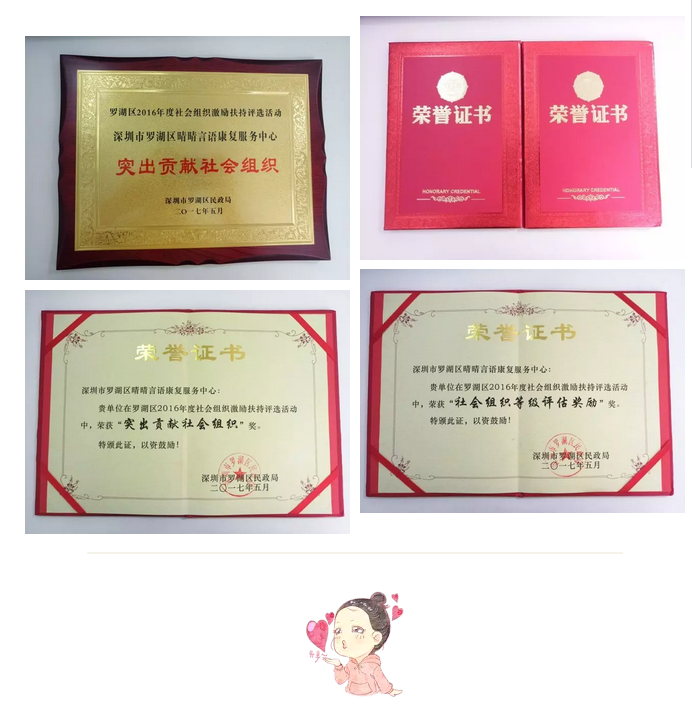 罗湖区2016年度社会组织激励扶持评选活动
深圳市罗湖区晴晴言语康复服务中心
突出贡献社会组织
深圳市罗湖区民政局
二〇一七年五月
荣誉证书
HONORARY CREDENTIAL
荣誉证书
HONORARY CREDENTIAL
荣誉证书
深圳市罗湖区晴晴言语康复服务中心:
贵单位在罗湖区2016年度社会组织激励扶持评选活动
中,荣获“突出贡献社会组织”奖。
特颁此证,以资鼓励!
深圳市罗湖区民政局
二〇一七年五月
荣誉证书
深圳市罗湖区晴晴言语康复服务中心:
贵单位在罗湖区2016年度社会组织激励扶持评选活动
中,荣获“社会组织等级评估奖励”奖。
特颁此证,以资鼓励!
深圳市罗湖区民政局
二〇一七年五月